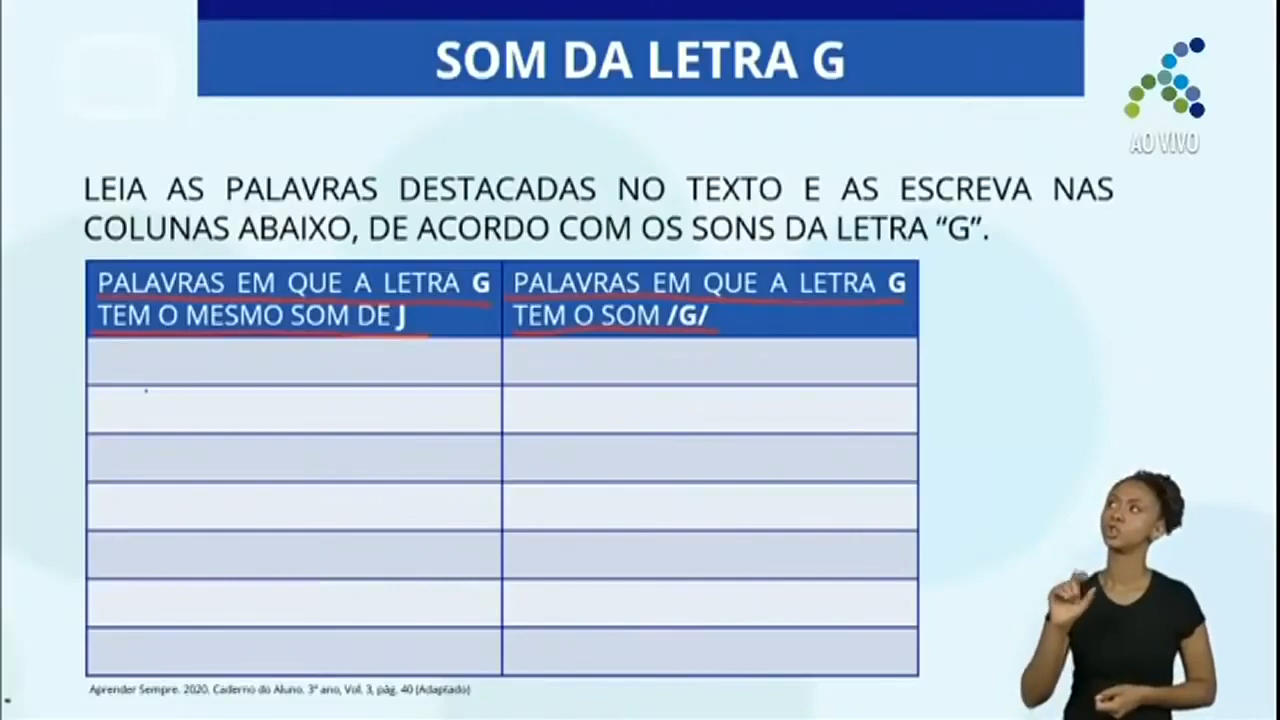 SOM DA LETRA G
AO VIVO
LEIA AS PALAVRAS DESTACADAS NO TEXTO E AS ESCREVA NAS
COLUNAS ABAIXO, DE ACORDO COM OS SONS DA LETRA “G”.
PALAVRAS EM QUE A LETRA G
TEM O MESMO SOM DE J
PALAVRAS EM QUE A LETRA G
TEM O SOM /G/
Aprender Sempre. 2020. Caderno do Aluno. 3º ano, Vol. 3, pág. 40 (Adaptado)